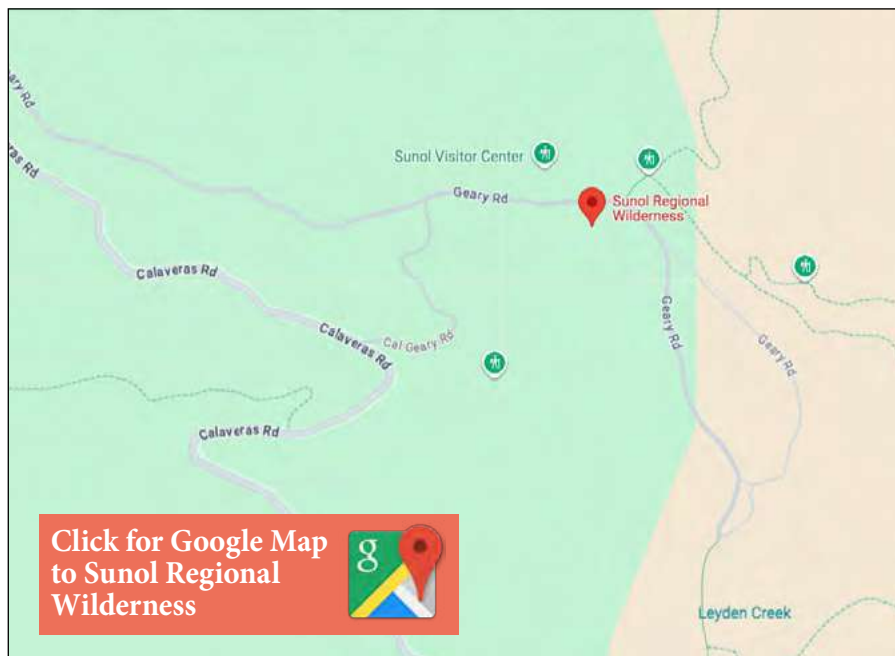 ary Rd
ras Rd
Sunol Visitor Center
Geary Rd
Sunol Regional
Wilderness
Calaveras Rd
Calaveras Rd
Cal Geary Rd
Geary Rd
Geary Rd
Calaveras Rd
Click for Google Map
to Sunol Regional
Wilderness
g
Leyden Creek